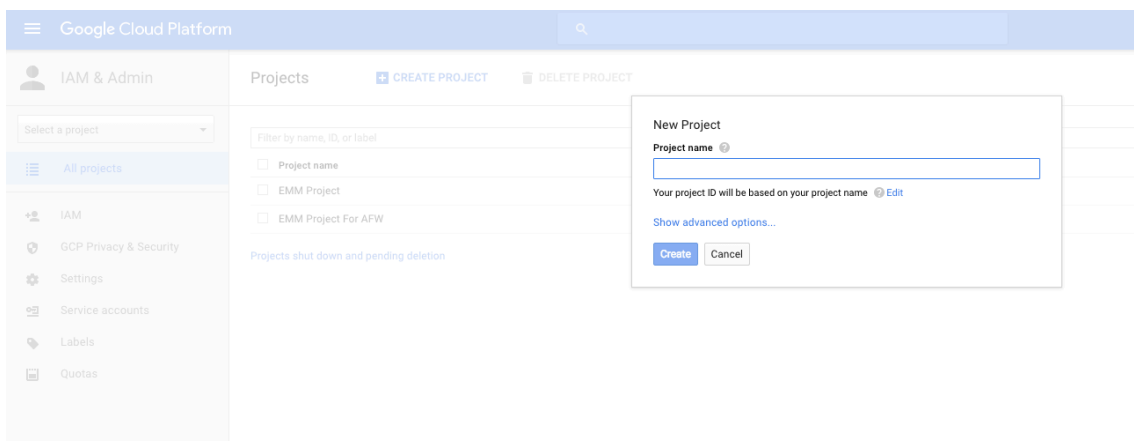 Google Cloud Platform
IAM & Admin
Projects
CREATE PROJECT
DELETE PROJECT
Select a project
All projects
IAM
GCP Privacy & Security
Settings
Service accounts
Labels
Quotas
Filter by name, ID, or label
Project name
EMM Project
EMM Project For AFW
Projects shut down and pending deletion
New Project
Project name
Your project ID will be based on your project name Edit
Show advanced options...
Create Cancel